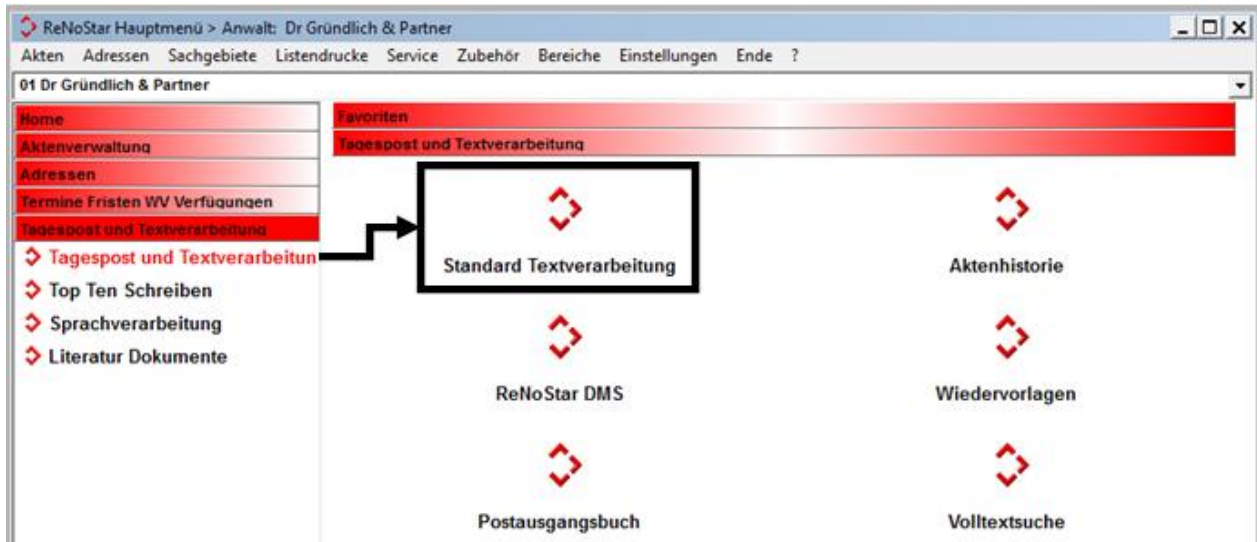 ReNoStar Hauptmenü > Anwalt: Dr Gründlich & Partner
Akten Adressen Sachgebiete Listendrucke Service Zubehör Bereiche Einstellungen Ende ?
01 Dr Gründlich & Partner
Home
Aktenverwaltung
Adressen
Termine Fristen WV Verfügungen
Tagespost und Textverarbeitung
Tagespost und Textverarbeitun
Top Ten Schreiben
Sprachverarbeitung
Literatur Dokumente
Favoriten
Tagespost und Textverarbeitung
Standard Textverarbeitung
Aktenhistorie
ReNoStar DMS
Wiedervorlagen
Postausgangsbuch
Volltextsuche